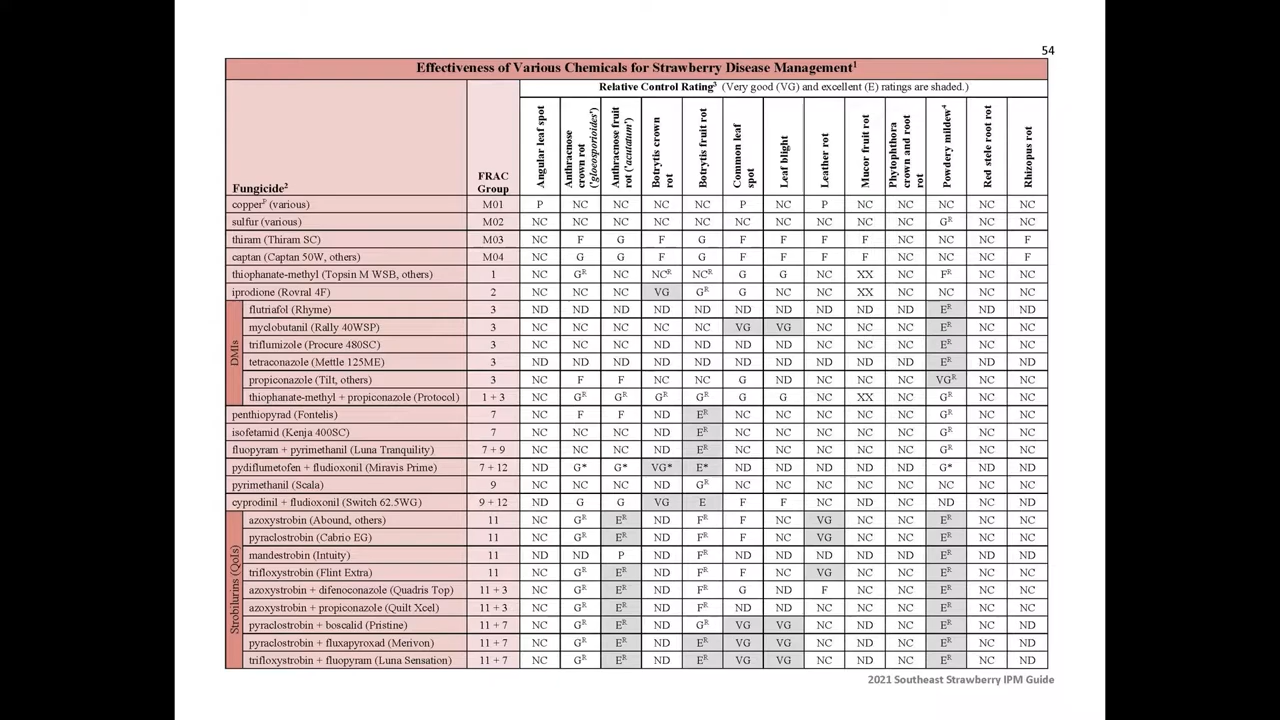 54
Effectiveness of Various Chemicals for Strawberry Disease Management¹
Relative Control Rating³ (Very good (VG) and excellent (E) ratings are shaded.)
Fungicide² FRAC Group Angular leaf spot Anthracnose crown rot ('gloeosporioides') Anthracnose fruit rot ('acutatum') Botrytis crown rot Botrytis fruit rot Common leaf spot Leaf blight Leather rot Mucor fruit rot Phytophthora crown and root rot Powdery mildew⁴ Red stele root rot Rhizopus rot
copperᴾ (various) M01 P NC NC NC NC P NC P NC NC NC NC NC
sulfur (various) M02 NC NC NC NC NC NC NC NC NC NC Gᴿ NC NC
thiram (Thiram SC) M03 NC F G F G F F F F NC NC NC F
captan (Captan 50W, others) M04 NC G G F G F F F F NC NC NC F
thiophanate-methyl (Topsin M WSB, others) 1 NC Gᴿ NC NCᴿ NCᴿ G G NC XX NC Fᴿ NC NC
iprodione (Rovral 4F) 2 NC NC NC VG Gᴿ G NC NC XX NC NC NC NC
DMIs
flutriafol (Rhyme) 3 ND ND ND ND ND ND ND ND ND ND Eᴿ ND ND
myclobutanil (Rally 40WSP) 3 NC NC NC NC NC VG VG NC NC NC Eᴿ NC NC
triflumizole (Procure 480SC) 3 NC NC NC ND ND ND ND NC NC NC Eᴿ NC NC
tetraconazole (Mettle 125ME) 3 ND ND ND ND ND ND ND ND ND ND Eᴿ ND ND
propiconazole (Tilt, others) 3 NC F F NC NC G ND NC NC NC VGᴿ NC NC
thiophanate-methyl + propiconazole (Protocol) 1 + 3 NC Gᴿ Gᴿ Gᴿ Gᴿ G G NC XX NC Gᴿ NC NC
penthiopyrad (Fontelis) 7 NC F F ND Eᴿ NC NC NC NC NC Gᴿ NC NC
isofetamid (Kenja 400SC) 7 NC NC NC ND Eᴿ NC NC NC NC NC Gᴿ NC NC
fluopyram + pyrimethanil (Luna Tranquility) 7 + 9 NC NC NC ND Eᴿ NC NC NC NC NC Gᴿ NC NC
pydiflumetofen + fludioxonil (Miravis Prime) 7 + 12 ND G* G* VG* E* ND ND ND ND ND G* ND ND
pyrimethanil (Scala) 9 NC NC NC ND Gᴿ NC NC NC NC NC NC NC NC
cyprodinil + fludioxonil (Switch 62.5WG) 9 + 12 ND G G VG E F F NC ND NC ND NC ND
Strobilurins (QoIs)
azoxystrobin (Abound, others) 11 NC Gᴿ Eᴿ ND Fᴿ F NC VG NC NC Eᴿ NC NC
pyraclostrobin (Cabrio EG) 11 NC Gᴿ Eᴿ ND Fᴿ F NC VG NC NC Eᴿ NC NC
mandestrobin (Intuity) 11 ND ND P ND Fᴿ ND ND ND ND ND Eᴿ ND ND
trifloxystrobin (Flint Extra) 11 NC Gᴿ Eᴿ ND Fᴿ F NC VG NC NC Eᴿ NC NC
azoxystrobin + difenoconazole (Quadris Top) 11 + 3 NC Gᴿ Eᴿ ND Fᴿ G ND F NC NC Eᴿ NC NC
azoxystrobin + propiconazole (Quilt Xcel) 11 + 3 NC Gᴿ Eᴿ ND Fᴿ ND ND NC NC NC Eᴿ NC NC
pyraclostrobin + boscalid (Pristine) 11 + 7 NC Gᴿ Eᴿ ND Gᴿ VG VG NC ND NC Eᴿ NC ND
pyraclostrobin + fluxapyroxad (Merivon) 11 + 7 NC Gᴿ Eᴿ ND Eᴿ VG VG NC ND NC Eᴿ NC ND
trifloxystrobin + fluopyram (Luna Sensation) 11 + 7 NC Gᴿ Eᴿ ND Eᴿ VG VG NC ND NC Eᴿ NC ND
2021 Southeast Strawberry IPM Guide